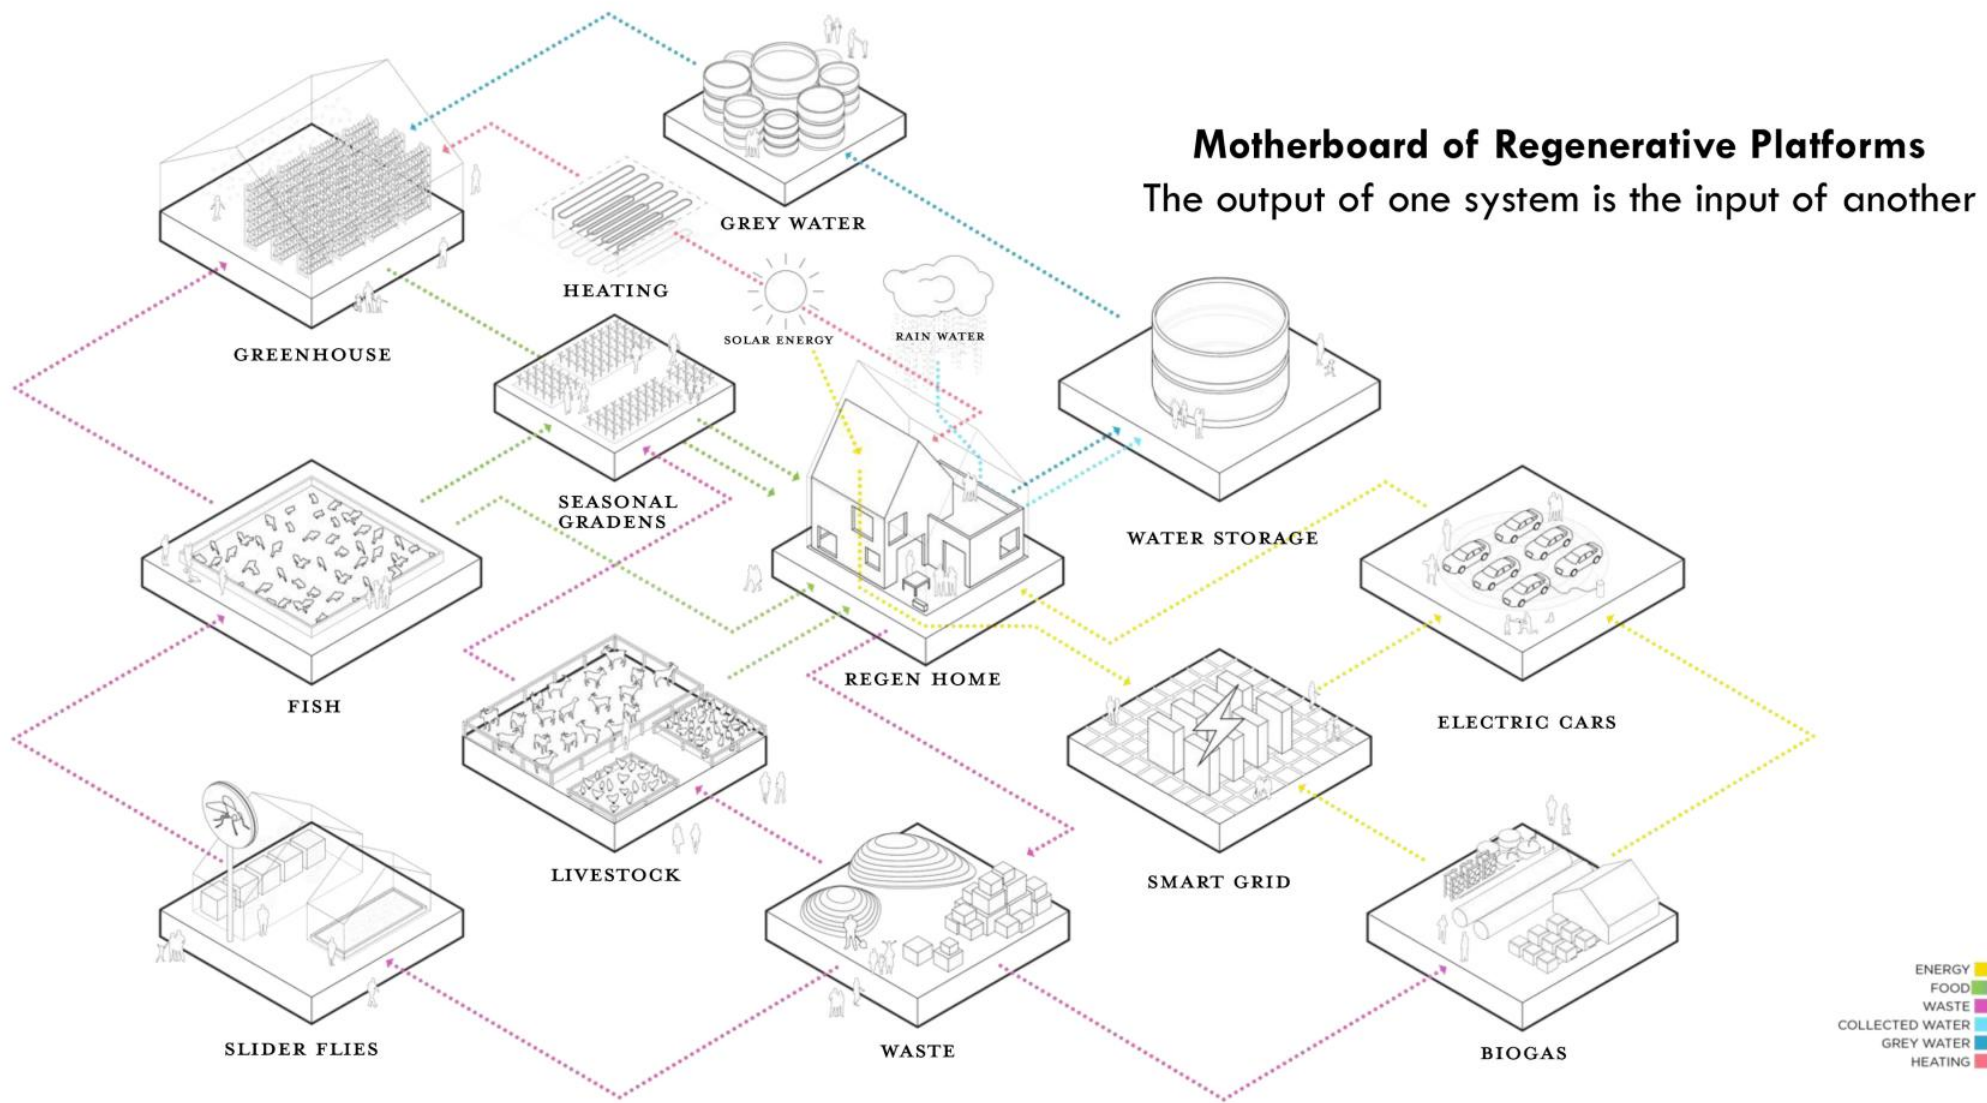 Motherboard of Regenerative Platforms
The output of one system is the input of another
GREY WATER
HEATING
SOLAR ENERGY
RAIN WATER
GREENHOUSE
SEASONAL
GRADENS
WATER STORAGE
FISH
REGEN HOME
ELECTRIC CARS
LIVESTOCK
SMART GRID
SLIDER FLIES
WASTE
BIOGAS
ENERGY
FOOD
WASTE
COLLECTED WATER
GREY WATER
HEATING